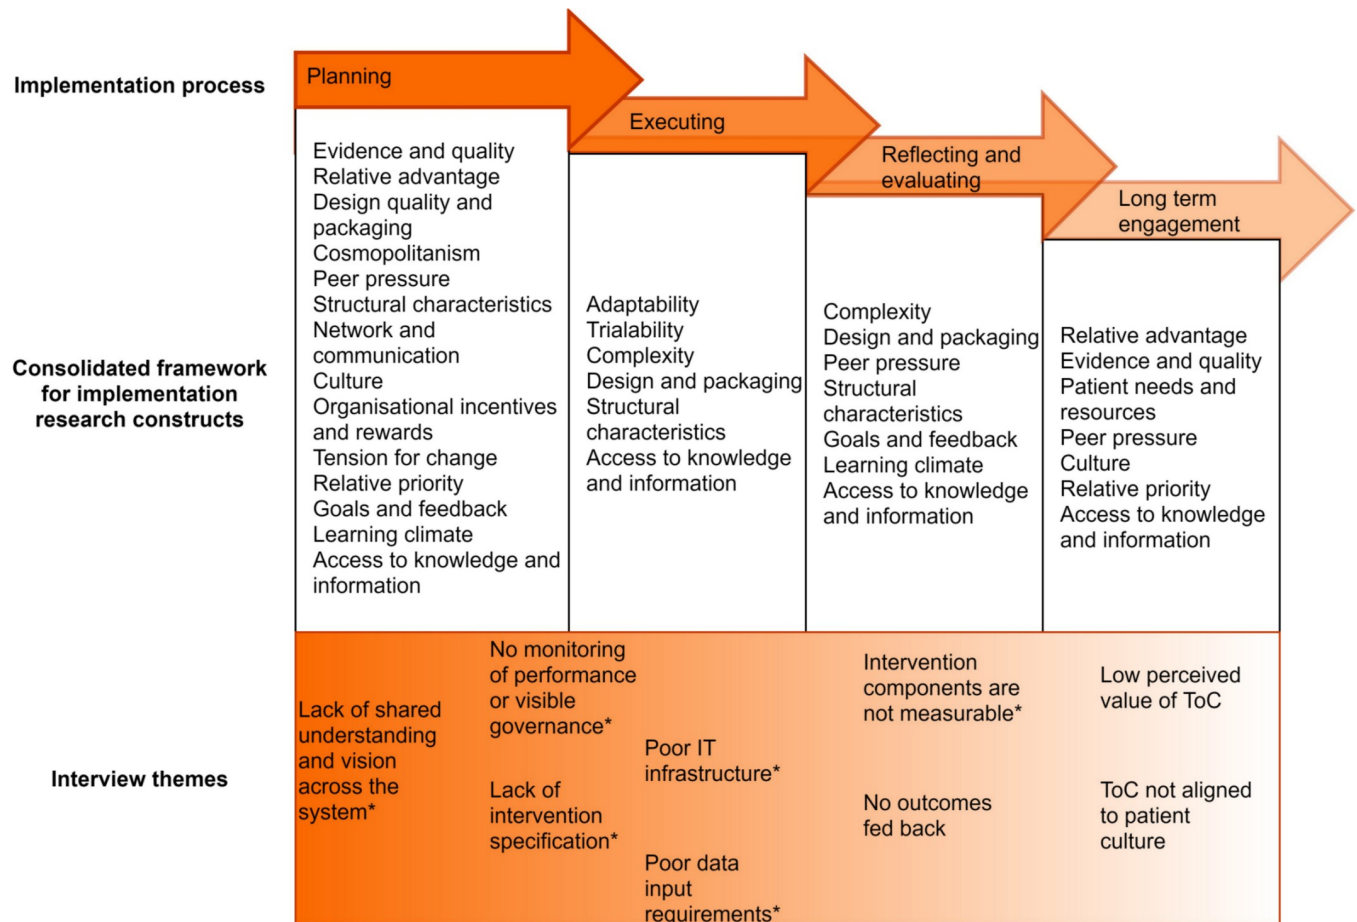 Implementation process
Planning
Executing
Reflecting and
evaluating
Long term
engagement
Consolidated framework
for implementation
research constructs
Evidence and quality
Relative advantage
Design quality and
packaging
Cosmopolitanism
Peer pressure
Structural characteristics
Network and
communication
Culture
Organisational incentives
and rewards
Tension for change
Relative priority
Goals and feedback
Learning climate
Access to knowledge and
information
Adaptability
Trialability
Complexity
Design and packaging
Structural
characteristics
Access to knowledge
and information
Complexity
Design and packaging
Peer pressure
Structural
characteristics
Goals and feedback
Learning climate
Access to knowledge
and information
Relative advantage
Evidence and quality
Patient needs and
resources
Peer pressure
Culture
Relative priority
Access to knowledge
and information
Interview themes
Lack of shared
understanding
and vision
across the
system*
No monitoring
of performance
or visible
governance*
Lack of
intervention
specification*
Poor IT
infrastructure*
Poor data
input
requirements*
Intervention
components are
not measurable*
No outcomes
fed back
Low perceived
value of ToC
ToC not aligned
to patient
culture